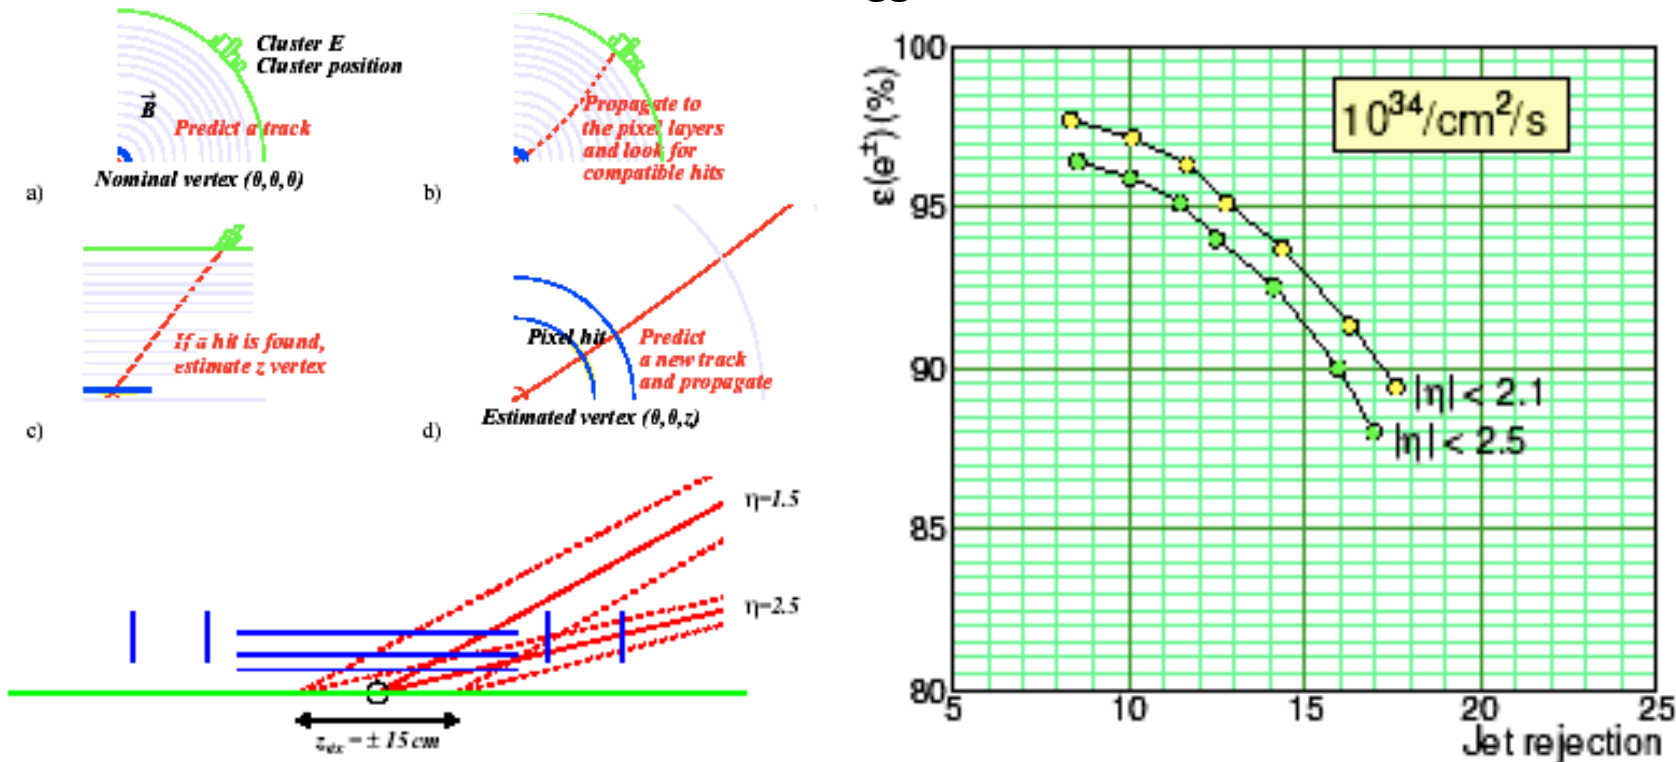 gg
Cluster E
Cluster position
B
Predict a track
Nominal vertex (0,0,0)
a)
Propagate to
the pixel layers
and look for
compatible hits
b)
If a hit is found,
estimate z vertex
c)
Pixel hit
Predict
a new track
and propagate
Estimated vertex (0,0,z)
d)
η=1.5
η=2.5
z_vtx = ± 15 cm
ε(e±) (%)
100
95
90
85
80
10³⁴/cm²/s
|η| < 2.1
|η| < 2.5
5 10 15 20 25
Jet rejection